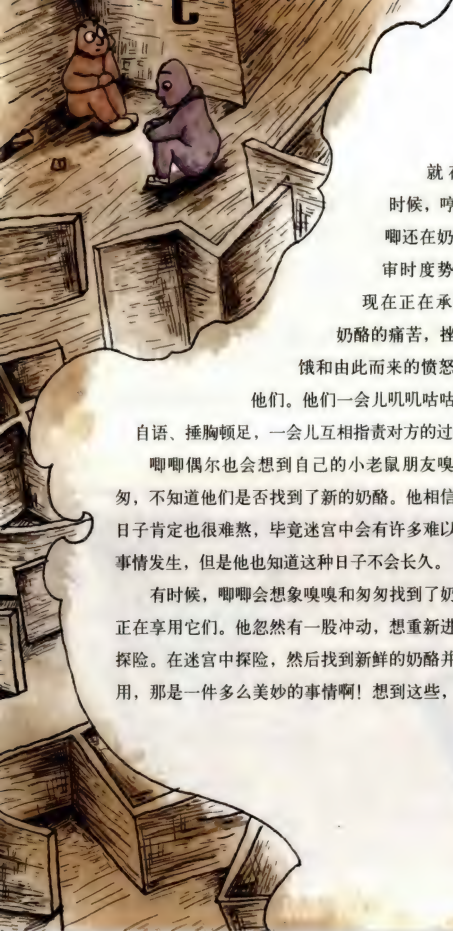 C
就在
时候，哼
唧还在奶
审时度势
现在正在承
奶酪的痛苦，挫
饿和由此而来的愤怒
他们。他们一会儿叽叽咕咕
自语、捶胸顿足，一会儿互相指责对方的过
唧唧偶尔也会想到自己的小老鼠朋友嗅
匆，不知道他们是否找到了新的奶酪。他相信
日子肯定也很难熬，毕竟迷宫中会有许多难以
事情发生，但是他也知道这种日子不会长久。
有时候，唧唧会想象嗅嗅和匆匆找到了奶
正在享用它们。他忽然有一股冲动，想重新进
探险。在迷宫中探险，然后找到新鲜的奶酪并
用，那是一件多么美妙的事情啊！想到这些，